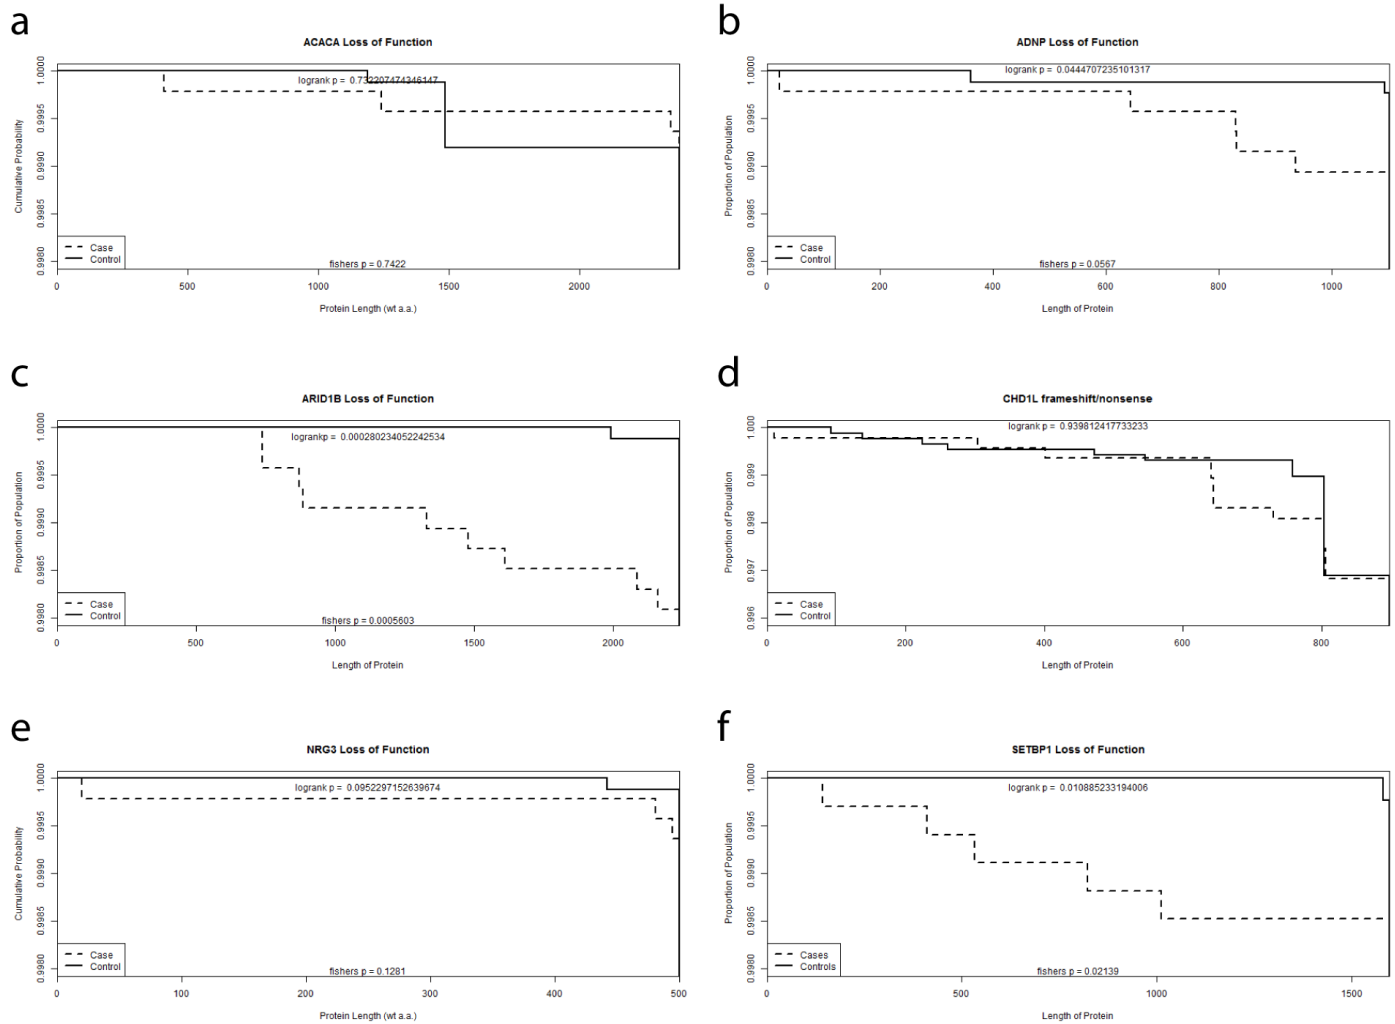 a
ACACA Loss of Function
logrank p = 0.732207474346147
Cumulative Probability
1.0000
0.9995
0.9990
0.9985
0.9980
Case
Control
fishers p = 0.7422
0 500 1000 1500 2000
Protein Length (wt a.a.)
b
ADNP Loss of Function
logrank p = 0.0444707235101317
Proportion of Population
1.0000
0.9995
0.9990
0.9985
0.9980
Case
Control
fishers p = 0.0567
0 200 400 600 800 1000
Length of Protein
c
ARID1B Loss of Function
logrankp = 0.000280234052242534
Proportion of Population
1.0000
0.9995
0.9990
0.9985
0.9980
Case
Control
fishers p = 0.0005603
0 500 1000 1500 2000
Length of Protein
d
CHD1L frameshift/nonsense
logrank p = 0.939812417733233
Proportion of Population
1.000
0.999
0.998
0.997
0.996
Case
Control
0 200 400 600 800
Length of Protein
e
NRG3 Loss of Function
logrank p = 0.0952297152639674
Cumulative Probability
1.0000
0.9995
0.9990
0.9985
0.9980
Case
Control
fishers p = 0.1281
0 100 200 300 400 500
Protein Length (wt a.a.)
f
SETBP1 Loss of Function
logrank p = 0.010885233194006
Proportion of Population
1.0000
0.9995
0.9990
0.9985
0.9980
Cases
Controls
fishers p = 0.02139
0 500 1000 1500
Length of Protein